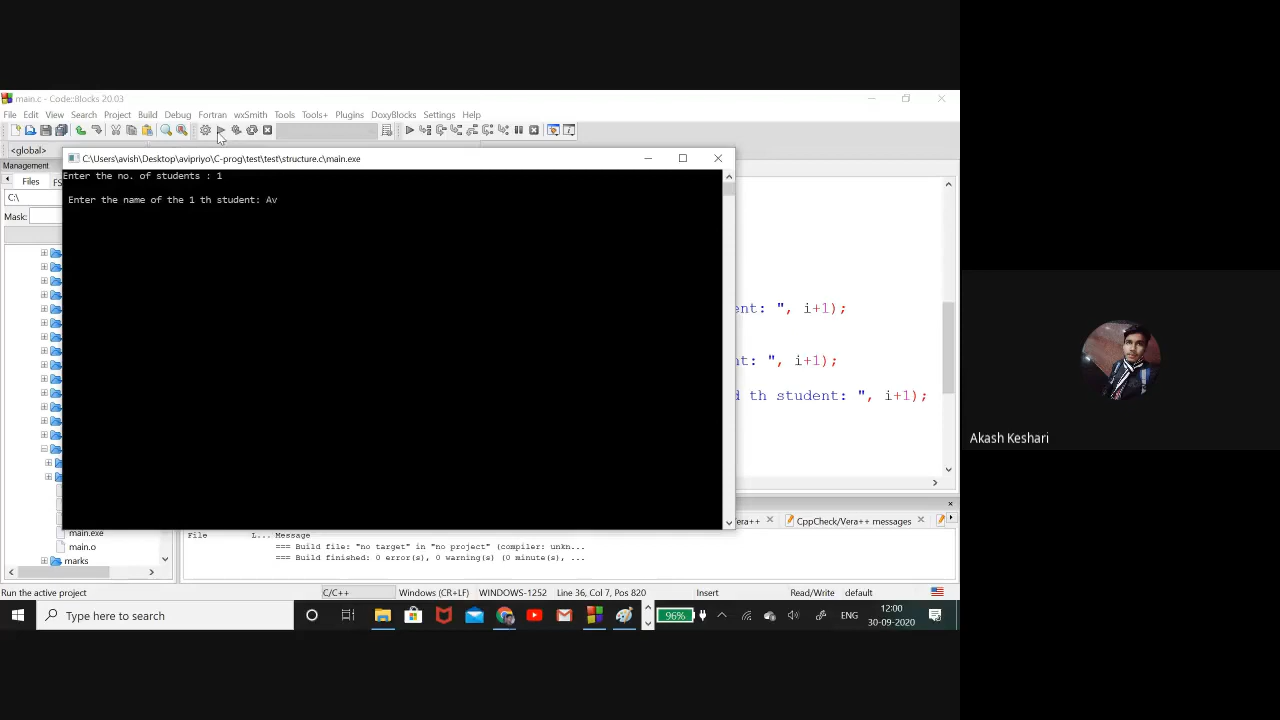 main.c - Code::Blocks 20.03
File Edit View Search Project Build Debug Fortran wxSmith Tools Tools+ Plugins DoxyBlocks Settings Help
<global>
Management
Files FS
C:\
Mask:
C:\Users\avish\Desktop\avipriyo\C-prog\test\test\structure.c\main.exe
Enter the no. of students : 1
Enter the name of the 1 th student: Av
ent: ", i+1);
nt: ", i+1);
d th student: ", i+1);
Akash Keshari
main.exe
main.o
marks
era++ CppCheck/Vera++ messages
File L... Message
=== Build file: "no target" in "no project" (compiler: unkn...
=== Build finished: 0 error(s), 0 warning(s) (0 minute(s), ...
Run the active project C/C++ Windows (CR+LF) WINDOWS-1252 Line 36, Col 7, Pos 820 Insert Read/Write default
Type here to search 96% ENG 12:00
30-09-2020